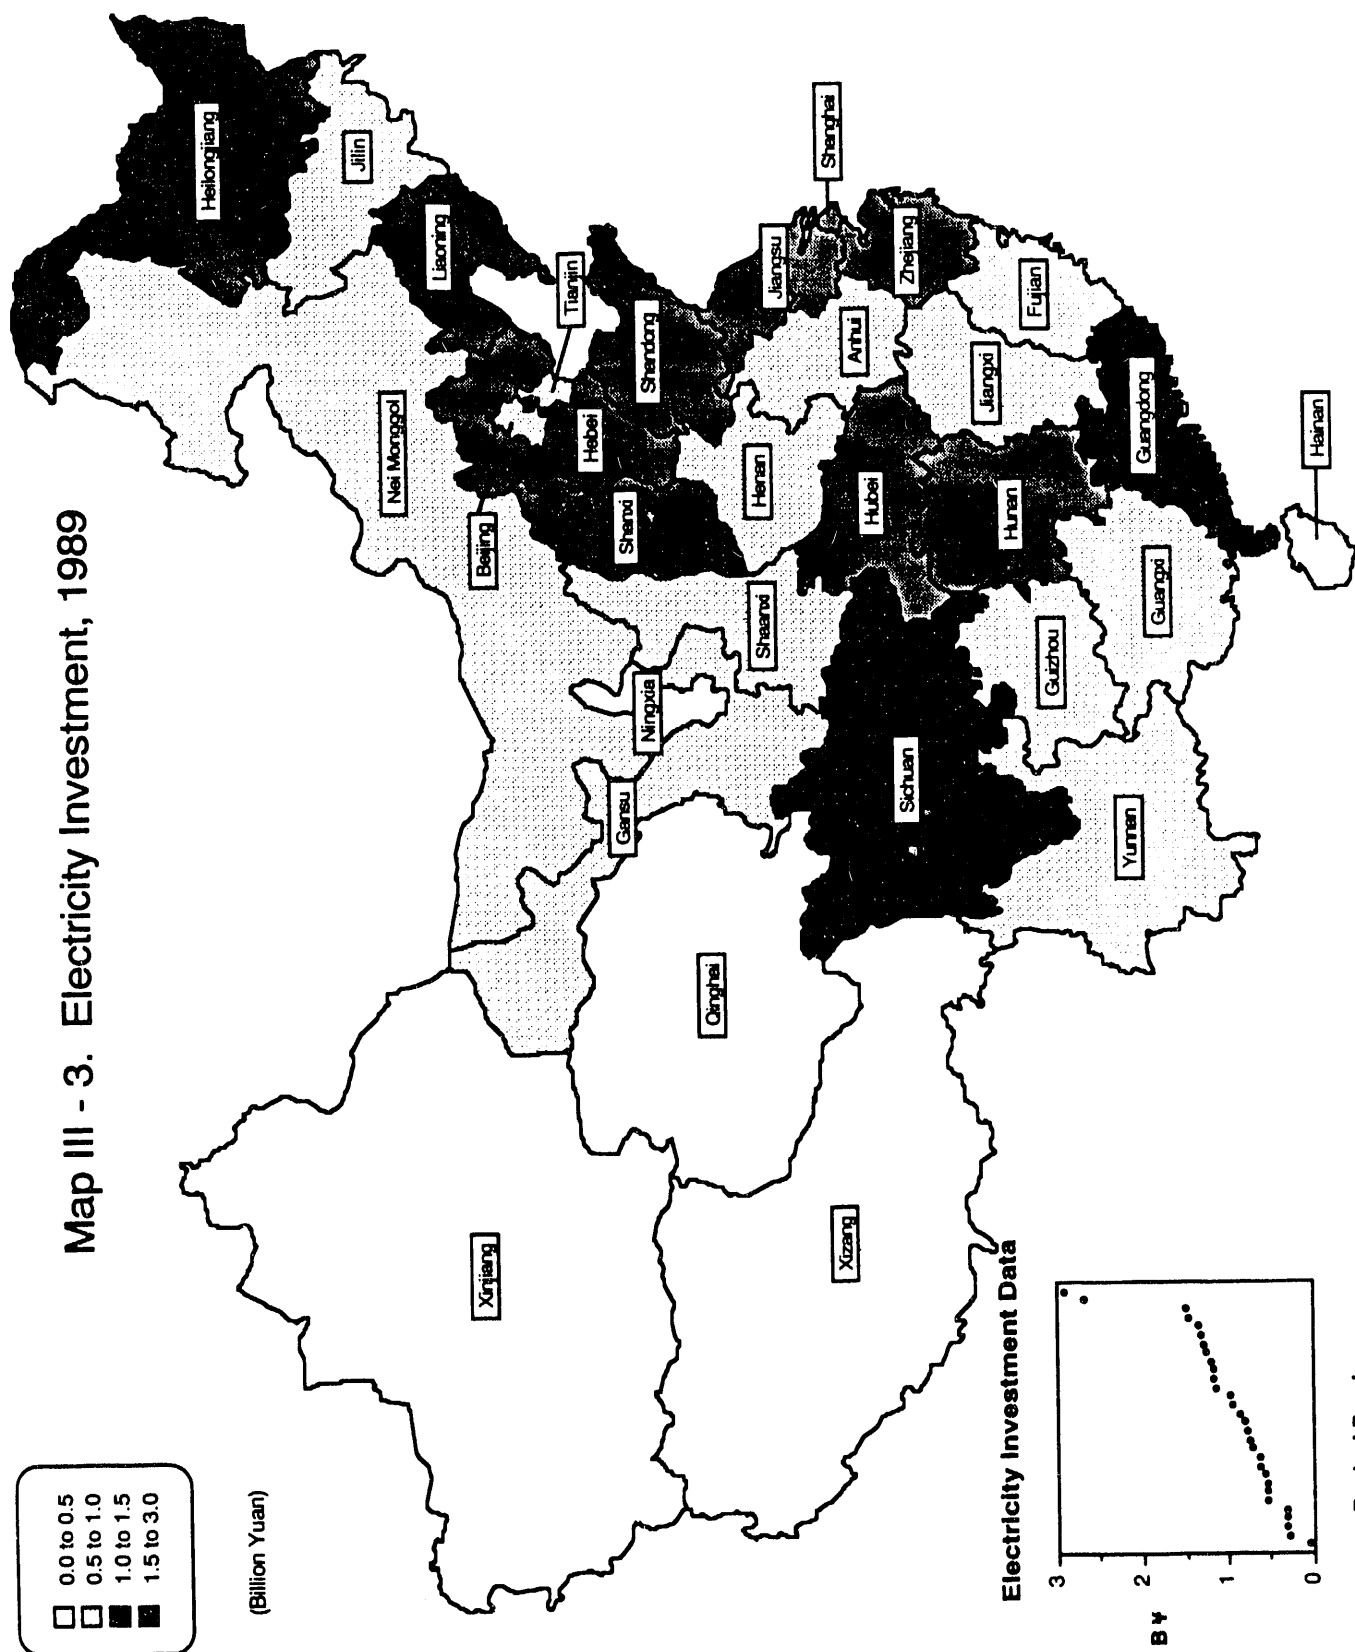 Map III - 3. Electricity Investment, 1989
0.0 to 0.5
0.5 to 1.0
1.0 to 1.5
1.5 to 3.0
(Billion Yuan)
Heilongjiang
Jilin
Liaoning
Nei Monggol
Beijing
Tianjin
Hebei
Shanxi
Shandong
Jiangsu
Shanghai
Zhejiang
Anhui
Henan
Shaanxi
Ningxia
Gansu
Qinghai
Xinjiang
Xizang
Sichuan
Hubei
Hunan
Jiangxi
Fujian
Guangdong
Guangxi
Guizhou
Yunnan
Hainan
Electricity Investment Data
3
2
1
0
B ¥